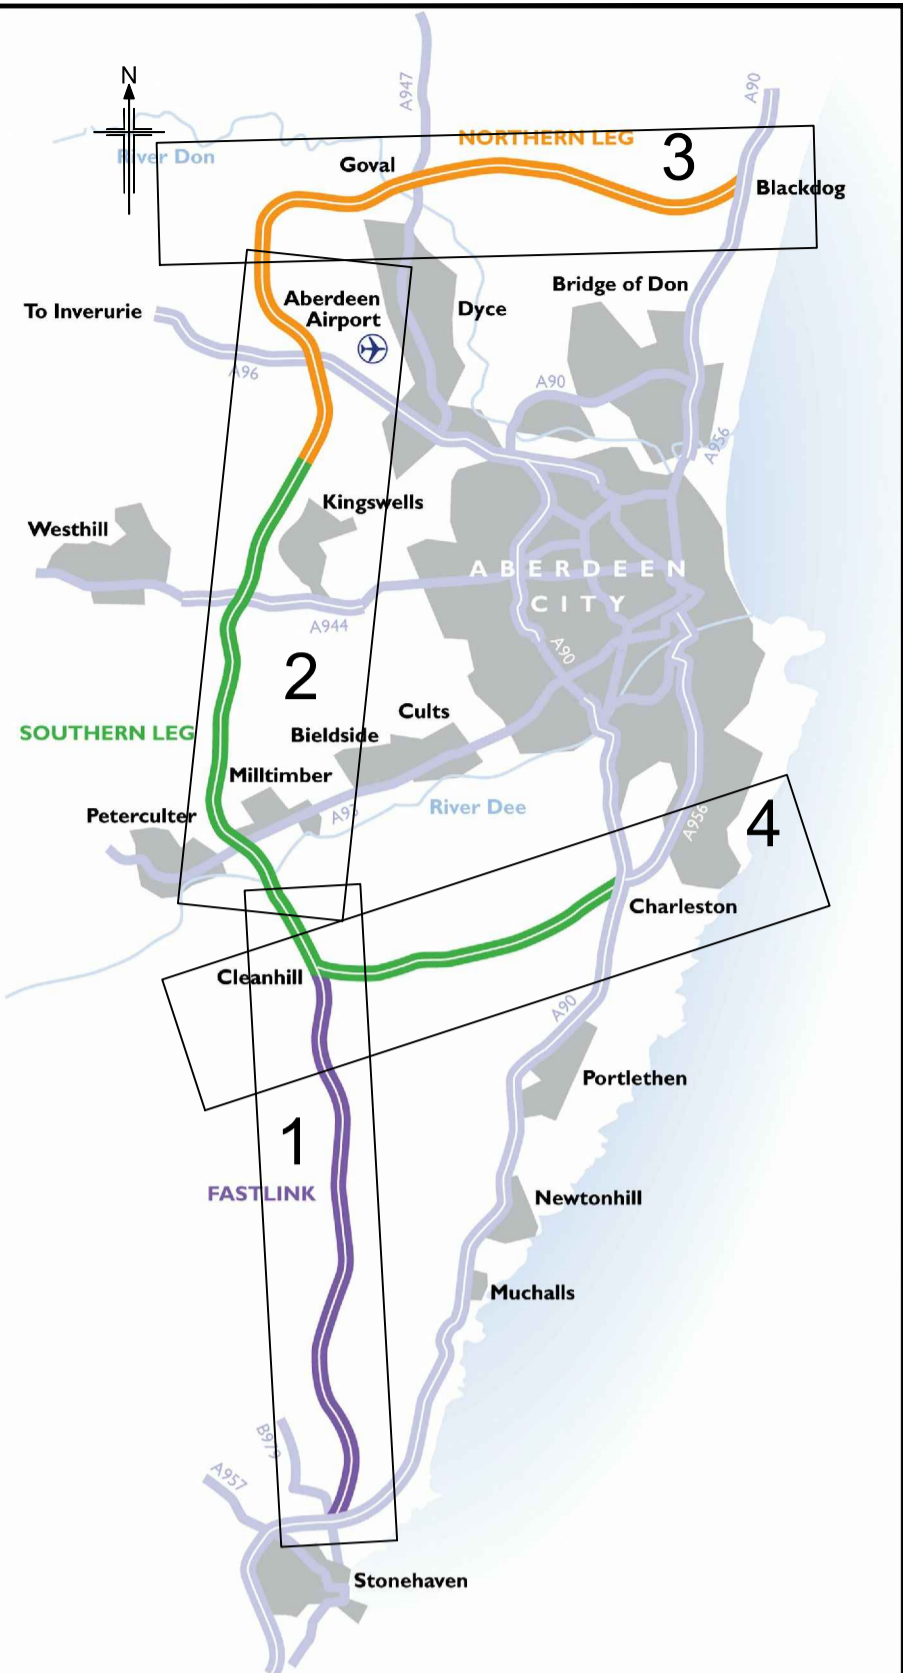 N
A947
A90
NORTHERN LEG
3
River Don
Goval
Blackdog
Bridge of Don
Aberdeen
Airport
Dyce
To Inverurie
A96
A90
A956
Kingswells
Westhill
ABERDEEN
CITY
A944
A90
2
Cults
SOUTHERN LEG
Bieldside
Milltimber
Peterculter
A93
River Dee
A956
4
Charleston
Cleanhill
A90
Portlethen
1
FASTLINK
Newtonhill
Muchalls
B979
A957
Stonehaven